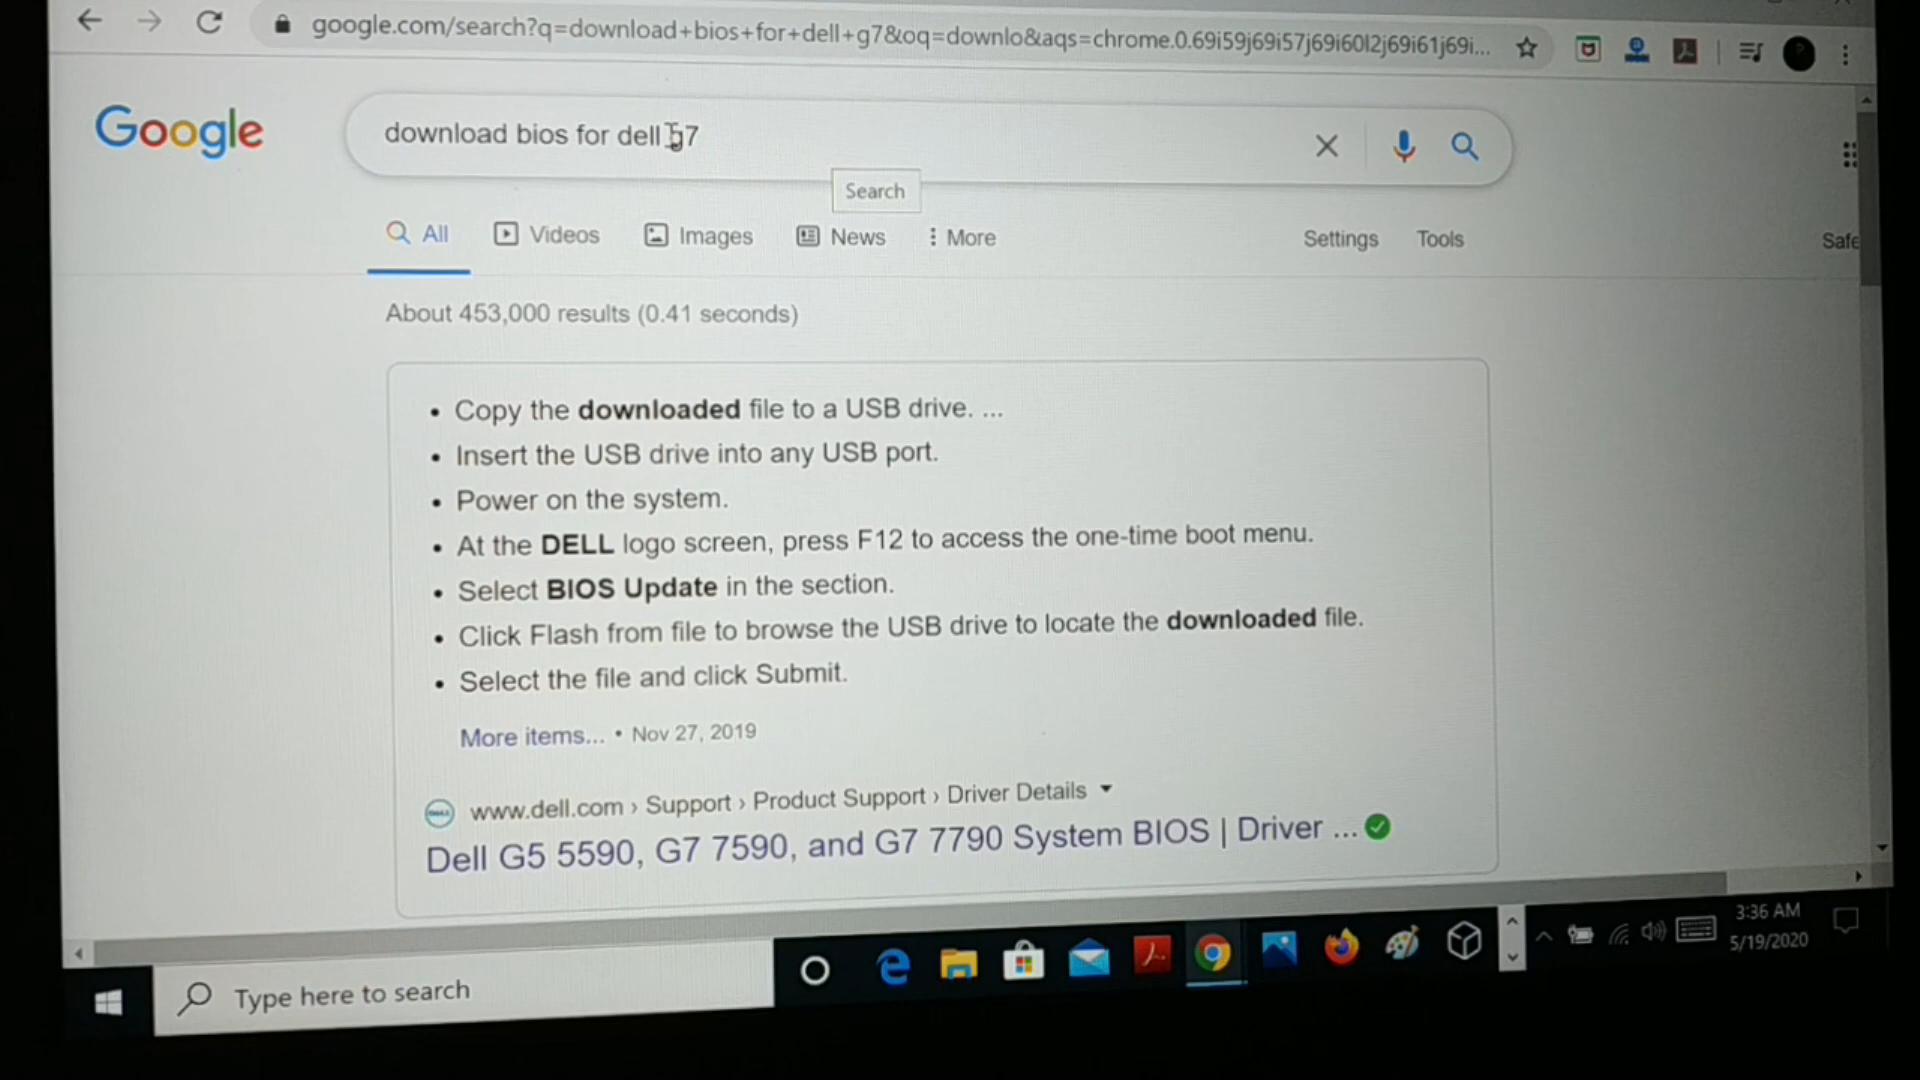 google.com/search?q=download+bios+for+dell+g7&oq=downlo&aqs=chrome.0.69i59j69i57j69i60l2j69i61j69i...
Google
download bios for dell g7
Search
All
Videos
Images
News
More
Settings
Tools
Safe
About 453,000 results (0.41 seconds)
• Copy the downloaded file to a USB drive. ...
• Insert the USB drive into any USB port.
• Power on the system.
• At the DELL logo screen, press F12 to access the one-time boot menu.
• Select BIOS Update in the section.
• Click Flash from file to browse the USB drive to locate the downloaded file.
• Select the file and click Submit.
More items... • Nov 27, 2019
www.dell.com › Support › Product Support › Driver Details
Dell G5 5590, G7 7590, and G7 7790 System BIOS | Driver ...
Type here to search
3:36 AM
5/19/2020